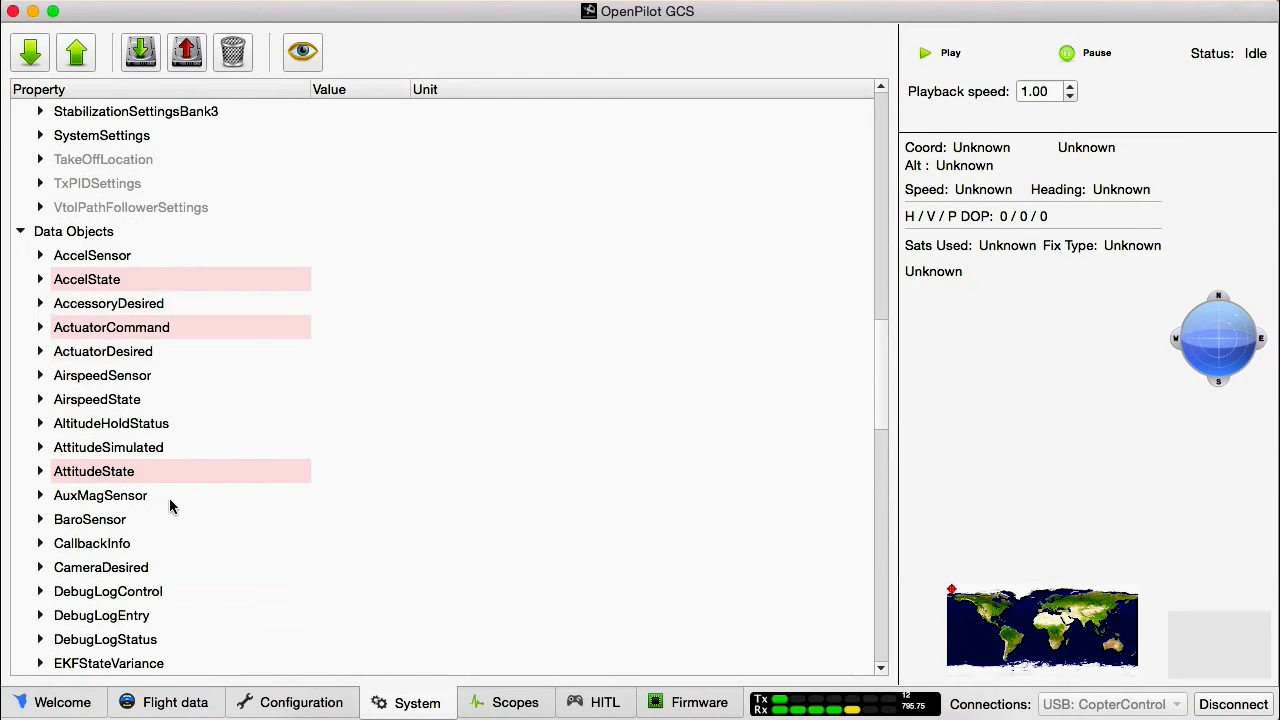 OpenPilot GCS
Play
Pause
Status: Idle
Property Value Unit
Playback speed: 1.00
StabilizationSettingsBank3
SystemSettings
TakeOffLocation
TxPIDSettings
VtolPathFollowerSettings
Data Objects
AccelSensor
AccelState
AccessoryDesired
ActuatorCommand
ActuatorDesired
AirspeedSensor
AirspeedState
AltitudeHoldStatus
AttitudeSimulated
AttitudeState
AuxMagSensor
BaroSensor
CallbackInfo
CameraDesired
DebugLogControl
DebugLogEntry
DebugLogStatus
EKFStateVariance
Coord: Unknown Unknown
Alt : Unknown
Speed: Unknown Heading: Unknown
H / V / P DOP: 0 / 0 / 0
Sats Used: Unknown Fix Type: Unknown
Unknown
N
W E
S
Flight data
Configuration
System
Scopes
HITL
Firmware
Tx 12
Rx 795.75
Connections: USB: CopterControl Disconnect